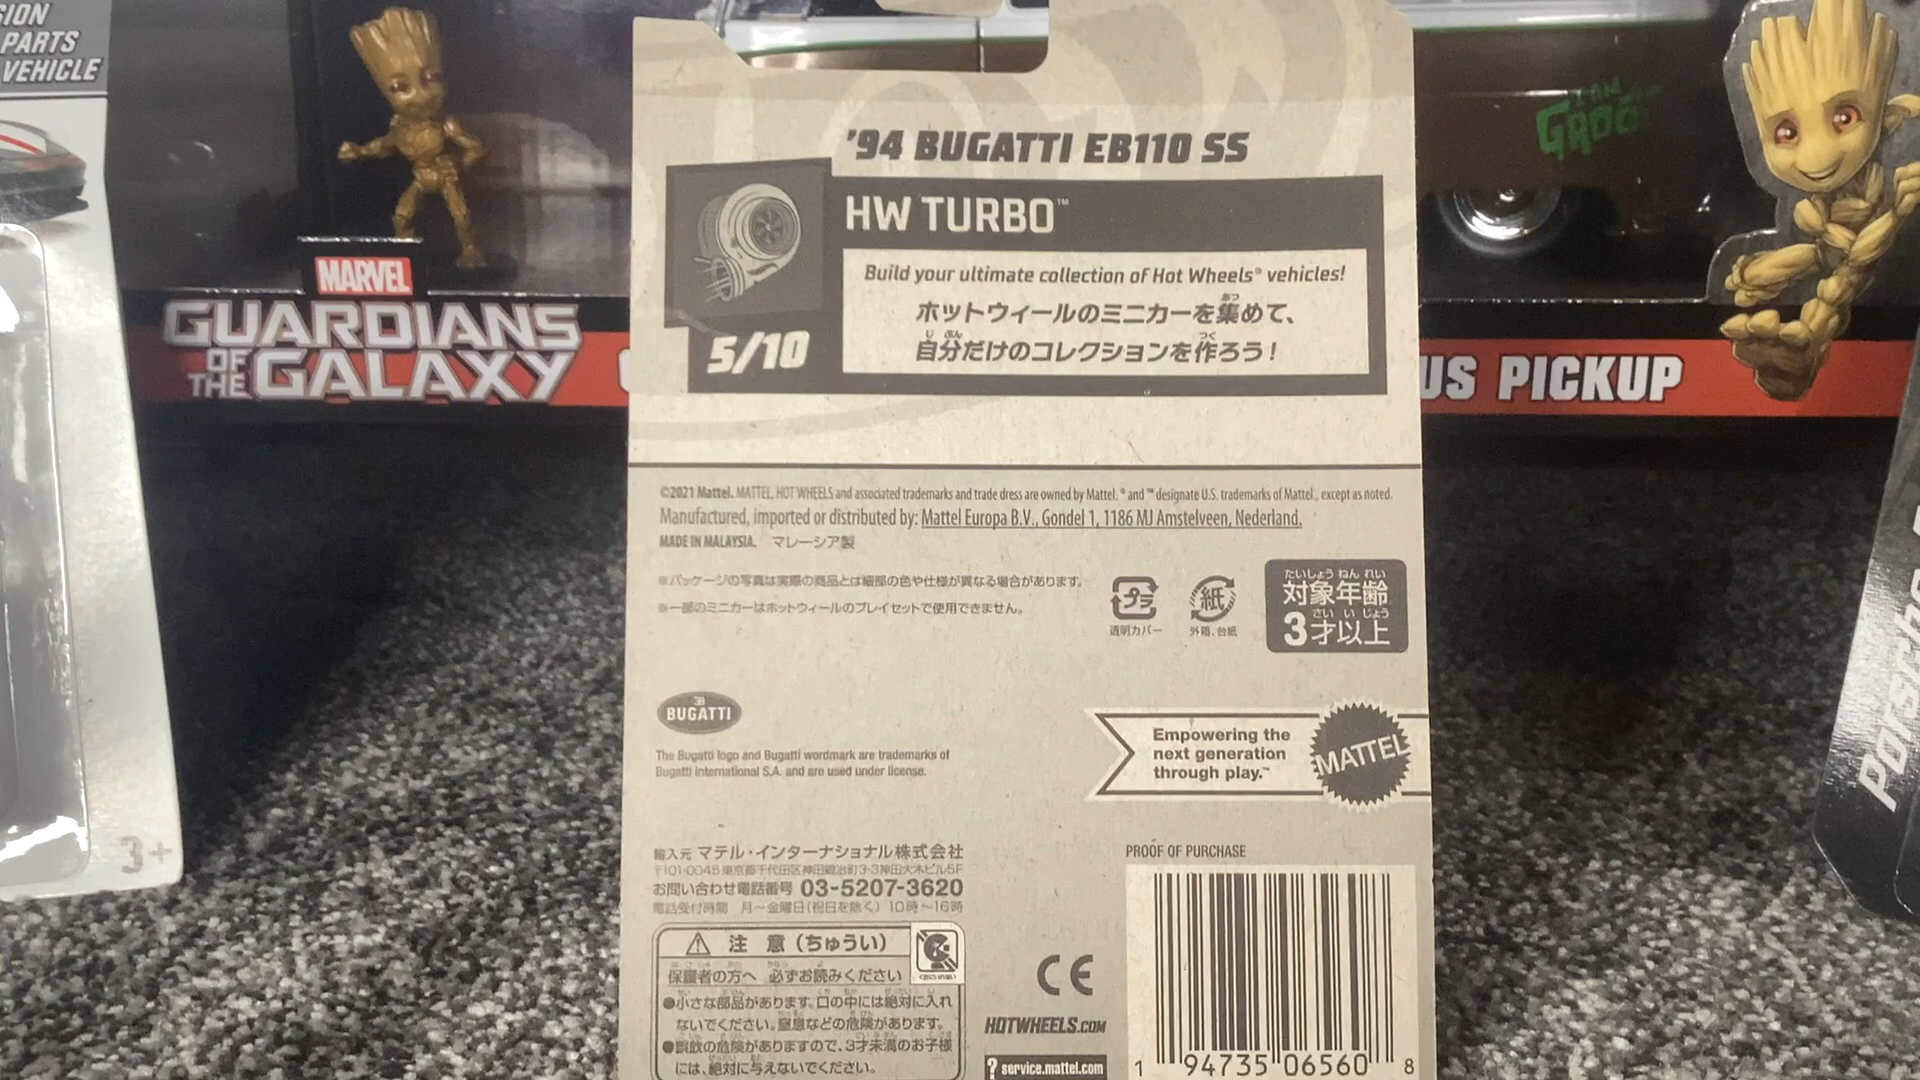 SION
PARTS
VEHICLE
I AM
GROOT
MARVEL
GUARDIANS
OF
THE
GALAXY
US PICKUP
Porsche
3+
'94 BUGATTI EB110 SS
HW TURBO™
5/10
Build your ultimate collection of Hot Wheels® vehicles!
ホットウィールのミニカーを集めて、
自分だけのコレクションを作ろう！
©2021 Mattel. MATTEL, HOT WHEELS and associated trademarks and trade dress are owned by Mattel. ® and ™ designate U.S. trademarks of Mattel, except as noted.
Manufactured, imported or distributed by: Mattel Europa B.V., Gondel 1, 1186 MJ Amstelveen, Nederland.
MADE IN MALAYSIA. マレーシア製
※パッケージの写真は実際の商品とは細部の色や仕様が異なる場合があります。
※一部のミニカーはホットウィールのプレイセットで使用できません。
プラ
透明カバー
紙
外箱、台紙
たいしょう ねん れい
対象年齢
さい い じょう
3才以上
EB
BUGATTI
The Bugatti logo and Bugatti wordmark are trademarks of
Bugatti International S.A. and are used under license.
Empowering the
next generation
through play.™
MATTEL
輸入元 マテル・インターナショナル株式会社
〒101-0045 東京都千代田区神田鍛冶町3-3神田大木ビル5F
お問い合わせ電話番号 03-5207-3620
電話受付時間 月～金曜日(祝日を除く) 10時～16時
注 意 (ちゅうい)
保護者の方へ 必ずお読みください
●小さな部品があります。口の中には絶対に入れ
ないでください。窒息などの危険があります。
●誤飲の危険がありますので、3才未満のお子様
には、絶対に与えないでください。
CE
HOTWHEELS.COM
? service.mattel.com
PROOF OF PURCHASE
1 94735 06560 8